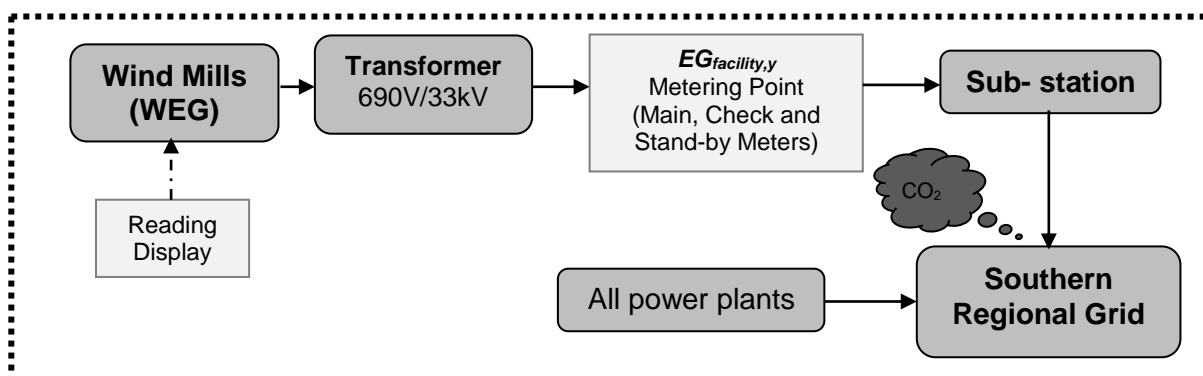 Wind Mills
(WEG)
Transformer
690V/33kV
EGfacility,y
Metering Point
(Main, Check and
Stand-by Meters)
Sub- station
CO₂
Reading
Display
All power plants
Southern
Regional Grid